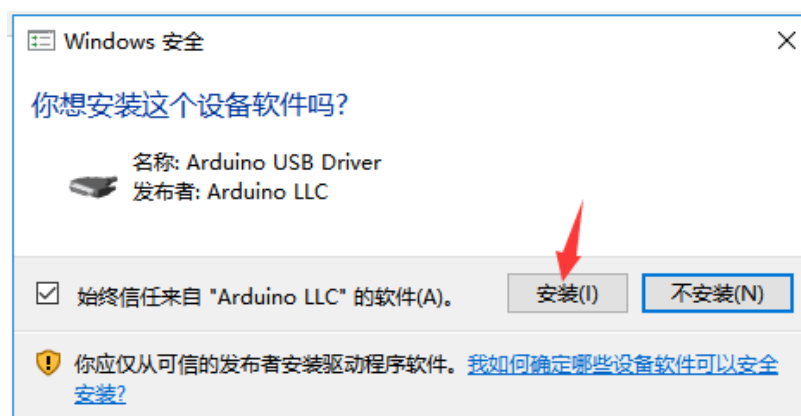 Windows 安全
你想安装这个设备软件吗?
名称: Arduino USB Driver
发布者: Arduino LLC
始终信任来自 "Arduino LLC" 的软件(A)。
安装(I)
不安装(N)
你应仅从可信的发布者安装驱动程序软件。我如何确定哪些设备软件可以安全
安装?